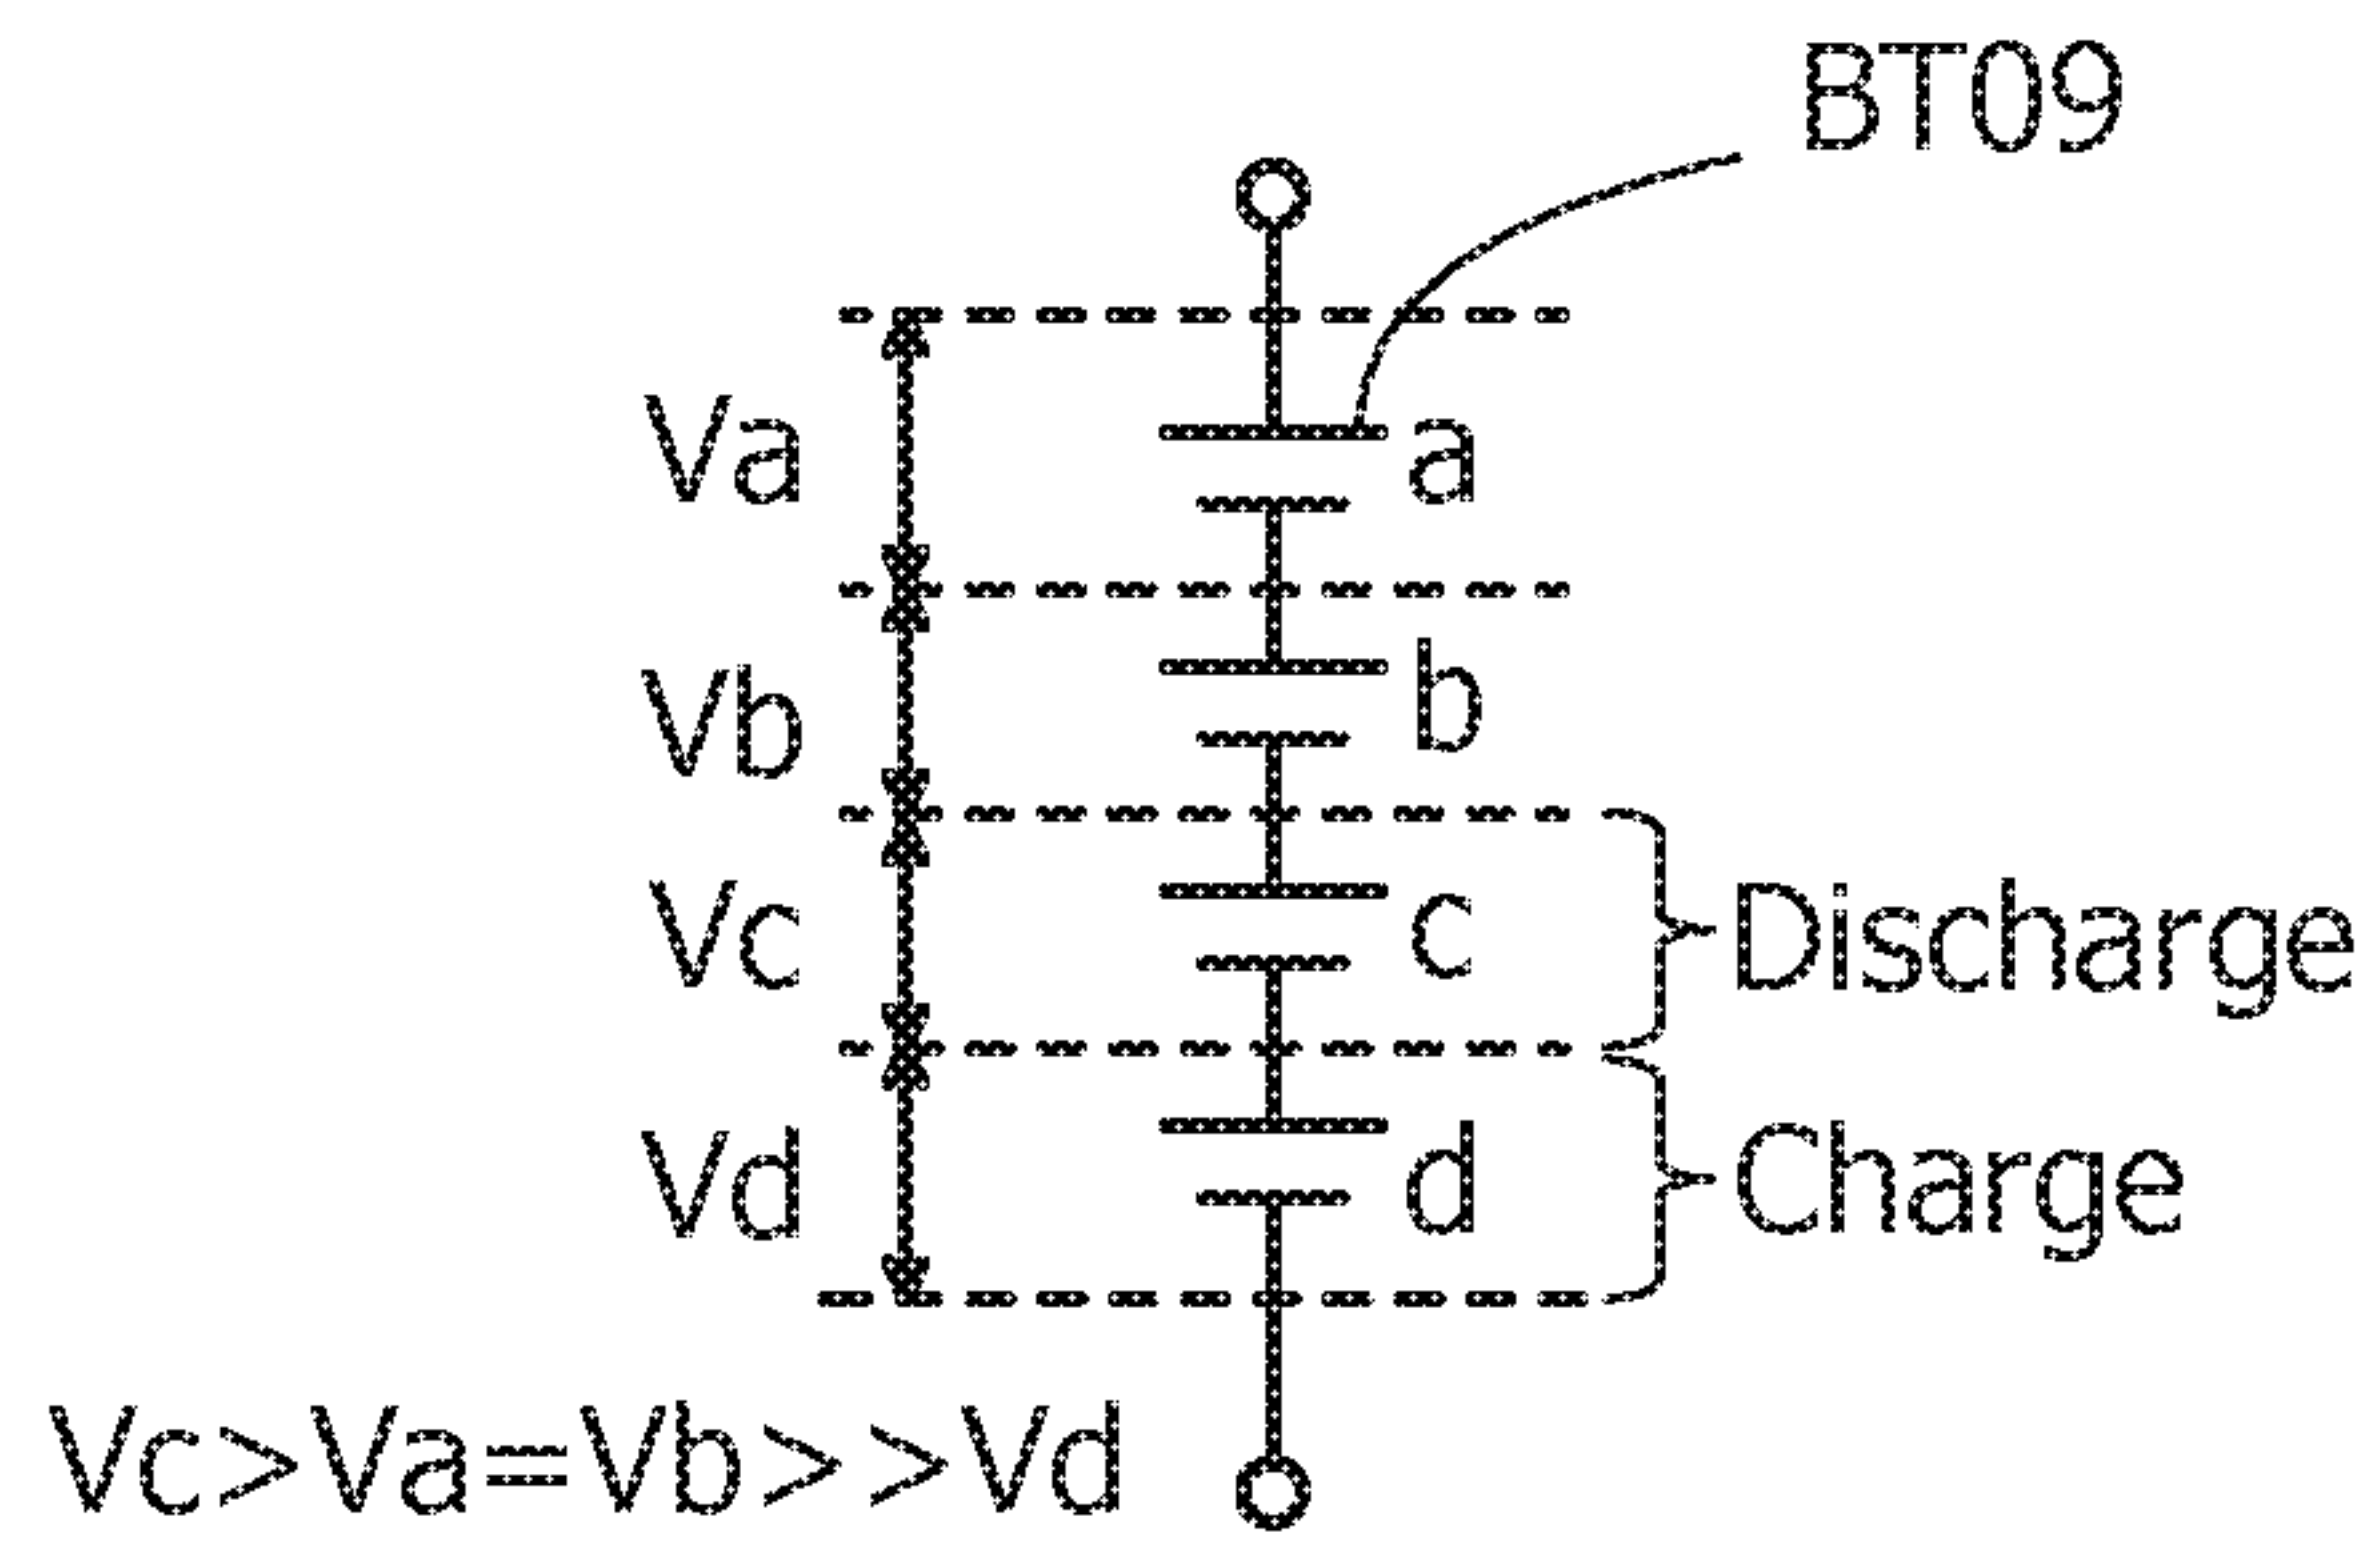 BT09
Va
a
Vb
b
Vc
c
Discharge
Vd
d
Charge
Vc>Va=Vb>>Vd